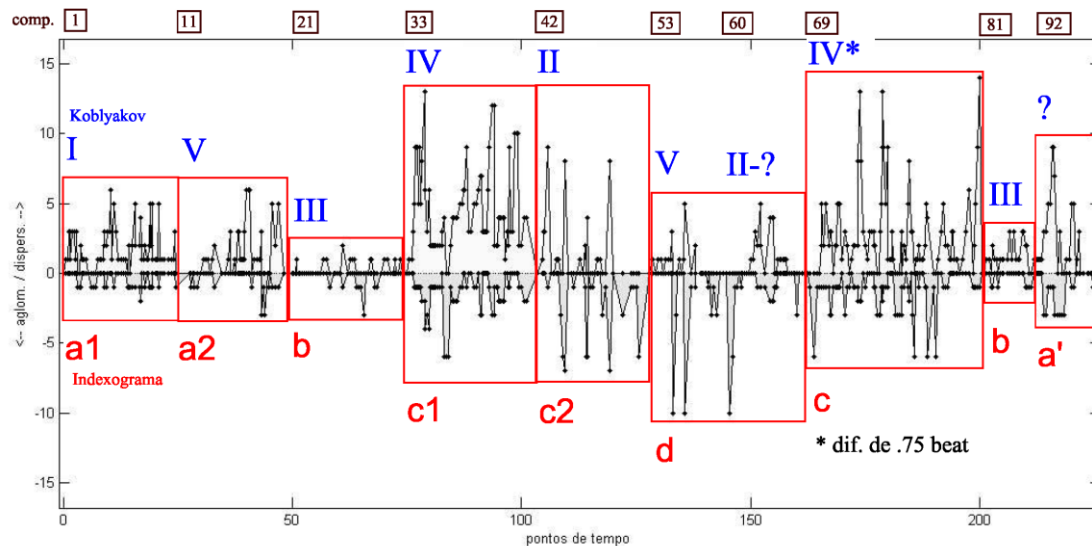 comp. 1 11 21 33 42 53 60 69 81 92
IV II IV* ?
Koblyakov
I V III V II-? III
15
10
5
0
-5
-10
-15
<-- aglom. / dispers. -->
a1 a2 b c1 c2 d c b a'
Indexograma
* dif. de .75 beat
0 50 100 150 200
pontos de tempo